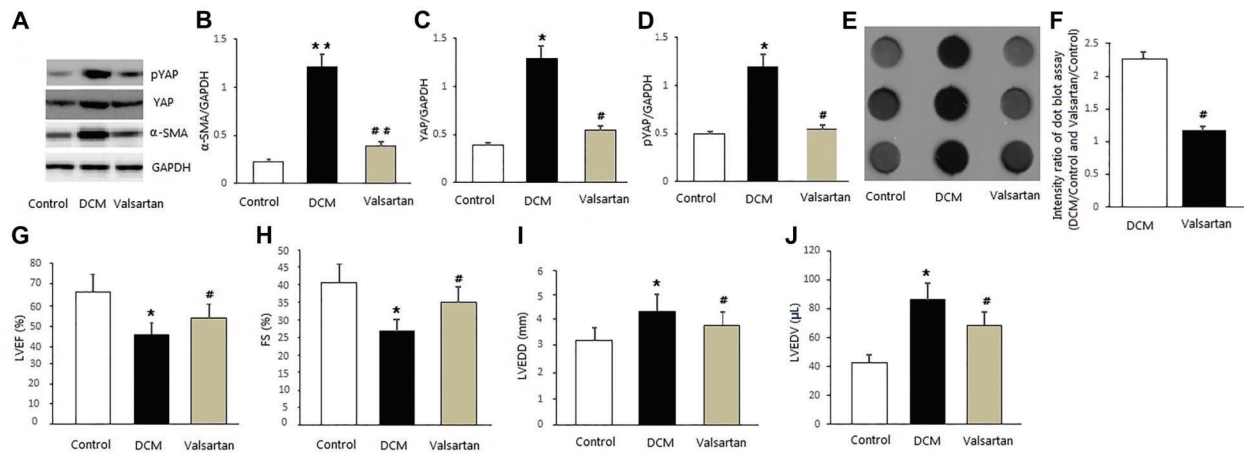 A
pYAP
YAP
α-SMA
GAPDH
Control DCM Valsartan
B
α-SMA/GAPDH
1.5
1
0.5
0
**
##
Control DCM Valsartan
C
YAP/GAPDH
1.5
1
0.5
0
*
#
Control DCM Valsartan
D
pYAP/GAPDH
1.5
1
0.5
0
*
#
Control DCM Valsartan
E
F
Intensity ratio of dot blot assay
(DCM/Control and Valsartan/Control)
2.5
2
1.5
1
0.5
0
#
DCM Valsartan
G
LVEF (%)
80
70
60
50
40
30
20
10
0
*
#
Control DCM Valsartan
H
FS (%)
50
45
40
35
30
25
20
15
10
5
0
*
#
Control DCM Valsartan
I
LVEDD (mm)
6
5
4
3
2
1
0
*
#
Control DCM Valsartan
J
LVEDV (µL)
120
100
80
60
40
20
0
*
#
Control DCM Valsartan